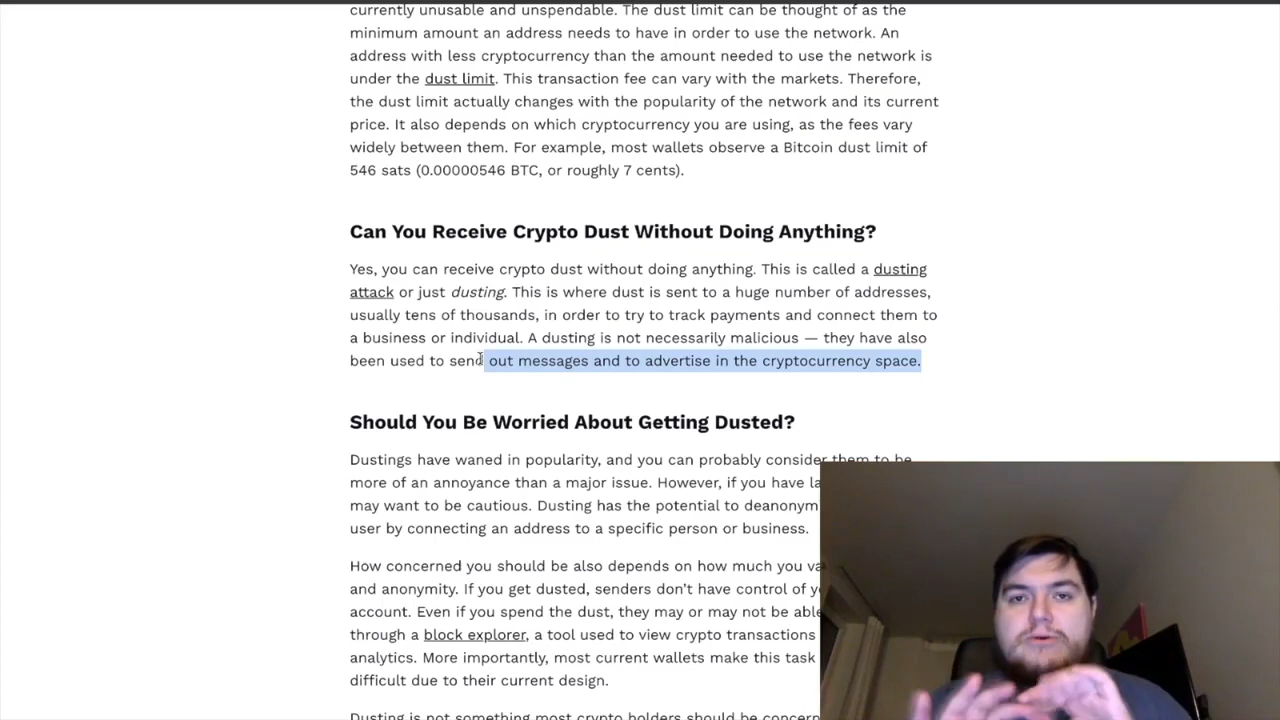 currently unusable and unspendable. The dust limit can be thought of as the
minimum amount an address needs to have in order to use the network. An
address with less cryptocurrency than the amount needed to use the network is
under the dust limit. This transaction fee can vary with the markets. Therefore,
the dust limit actually changes with the popularity of the network and its current
price. It also depends on which cryptocurrency you are using, as the fees vary
widely between them. For example, most wallets observe a Bitcoin dust limit of
546 sats (0.00000546 BTC, or roughly 7 cents).
Can You Receive Crypto Dust Without Doing Anything?
Yes, you can receive crypto dust without doing anything. This is called a dusting
attack or just dusting. This is where dust is sent to a huge number of addresses,
usually tens of thousands, in order to try to track payments and connect them to
a business or individual. A dusting is not necessarily malicious — they have also
been used to send out messages and to advertise in the cryptocurrency space.
Should You Be Worried About Getting Dusted?
Dustings have waned in popularity, and you can probably consider them to be
more of an annoyance than a major issue. However, if you have
may want to be cautious. Dusting has the potential to
user by connecting an address to a specific person or business.
How concerned you should be also depends on how much you
and anonymity. If you get dusted, senders don't have control of
account. Even if you spend the dust, they may or may not be able
through a block explorer, a tool used to view crypto transactions
analytics. More importantly, most current wallets make this task
difficult due to their current design.
Dusting is not something most crypto holders should be